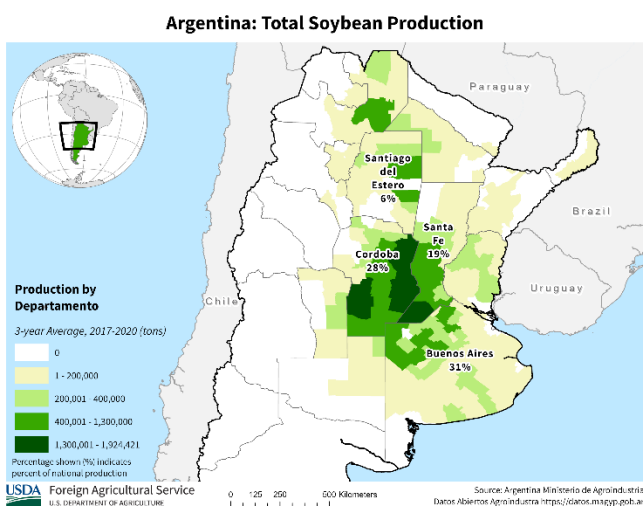 Argentina: Total Soybean Production
Paraguay
Santiago
del
Estero
6%
Brazil
Santa
Fe
19%
Cordoba
28%
Uruguay
Chile
Buenos Aires
31%
Production by
Departamento
3-year Average, 2017-2020 (tons)
0
1 - 200,000
200,001 - 400,000
400,001 - 1,300,000
1,300,001 - 1,924,421
Percentage shown (%) indicates
percent of national production
USDA Foreign Agricultural Service
U.S. DEPARTMENT OF AGRICULTURE
0 125 250 500 Kilometers
Source: Argentina Ministerio de Agroindustria
Datos Abiertos Agroindustria https://datos.magyp.gob.ar